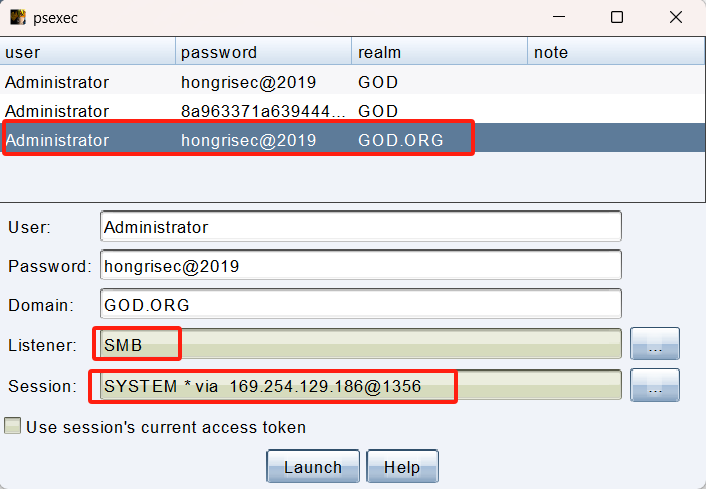 psexec
user password realm note
Administrator hongrisec@2019 GOD
Administrator 8a963371a639444... GOD
Administrator hongrisec@2019 GOD.ORG
User: Administrator
Password: hongrisec@2019
Domain: GOD.ORG
Listener: SMB ...
Session: SYSTEM * via 169.254.129.186@1356 ...
Use session's current access token
Launch Help